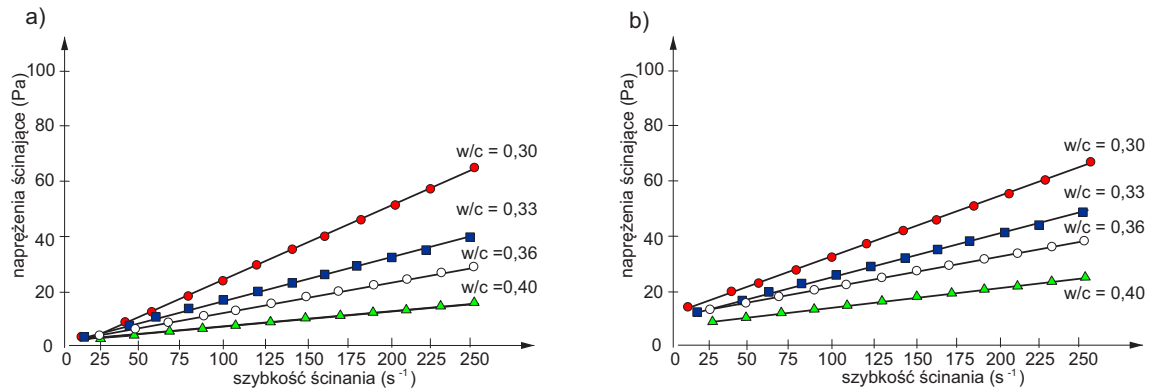 a)
naprężenia ścinające (Pa)
100
80
60
40
20
0
w/c = 0,30
w/c = 0,33
w/c =0,36
w/c =0,40
0 25 50 75 100 125 150 175 200 225 250
szybkość ścinania (s⁻¹)
b)
naprężenia ścinające (Pa)
100
80
60
40
20
0
w/c = 0,30
w/c = 0,33
w/c = 0,36
w/c = 0,40
0 25 50 75 100 125 150 175 200 225 250
szybkość ścinania (s⁻¹)